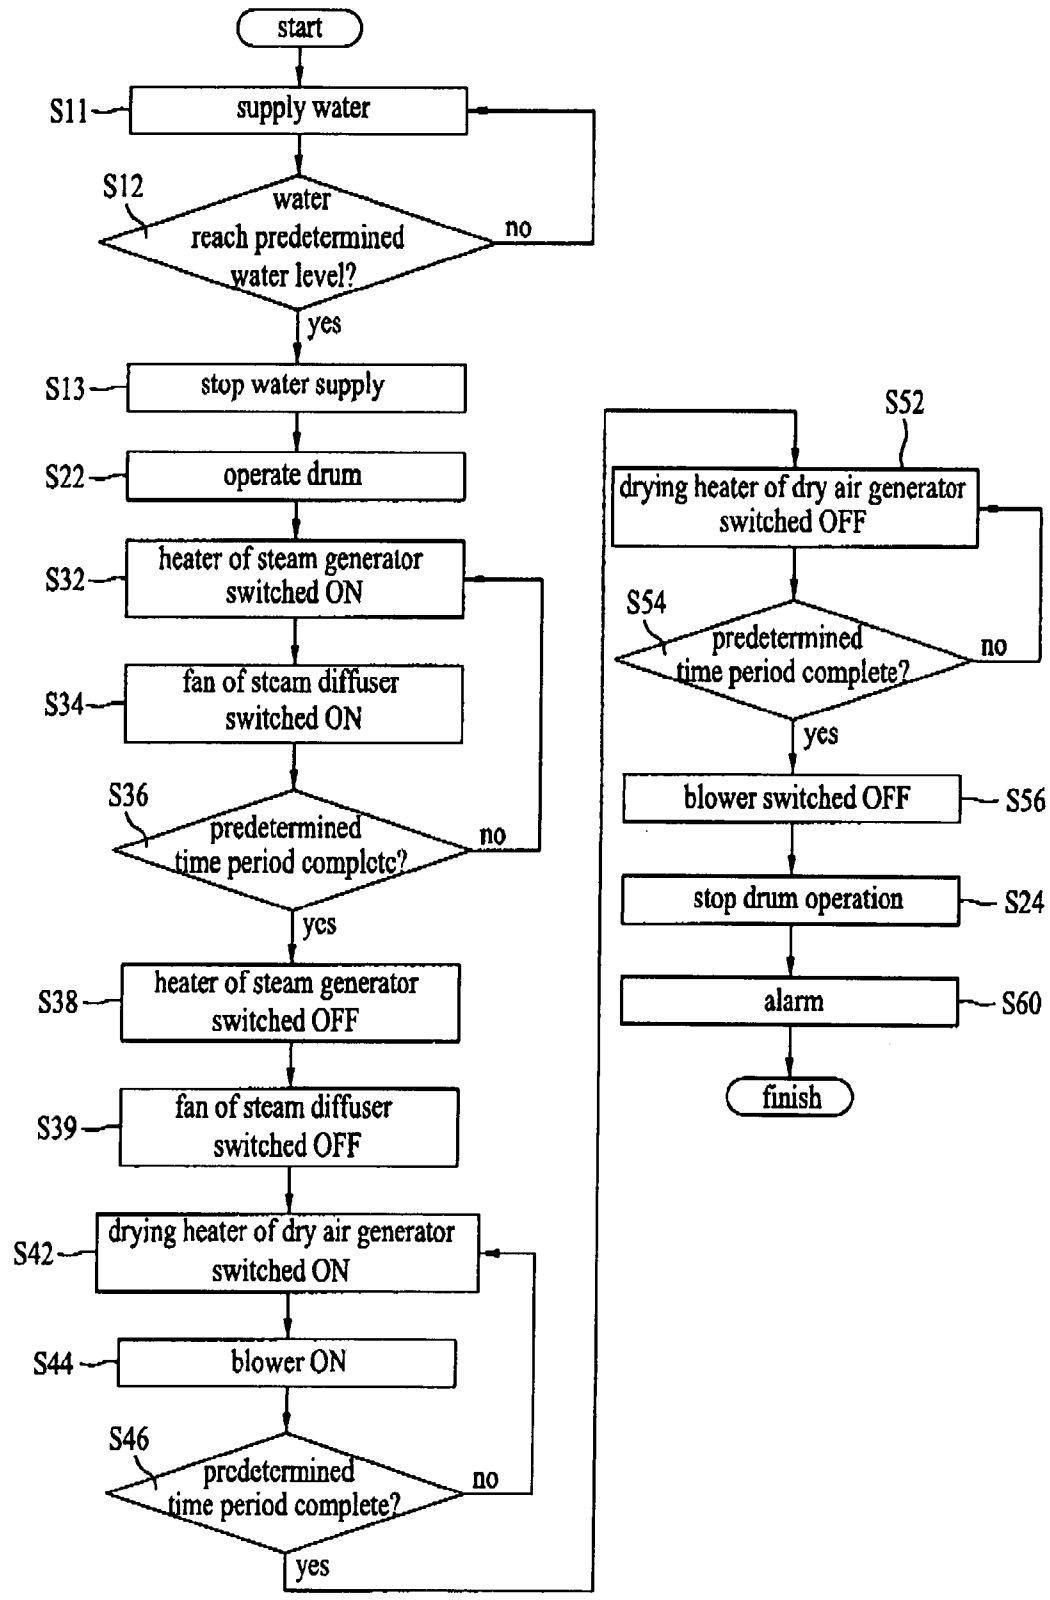 start
S11
supply water
S12
water
reach predetermined
water level?
no
yes
S13
stop water supply
S22
operate drum
S32
heater of steam generator
switched ON
S34
fan of steam diffuser
switched ON
S36
predetermined
time period complete?
no
yes
S38
heater of steam generator
switched OFF
S39
fan of steam diffuser
switched OFF
S42
drying heater of dry air generator
switched ON
S44
blower ON
S46
predetermined
time period complete?
no
yes
S52
drying heater of dry air generator
switched OFF
S54
predetermined
time period complete?
no
yes
blower switched OFF
S56
stop drum operation
S24
alarm
S60
finish